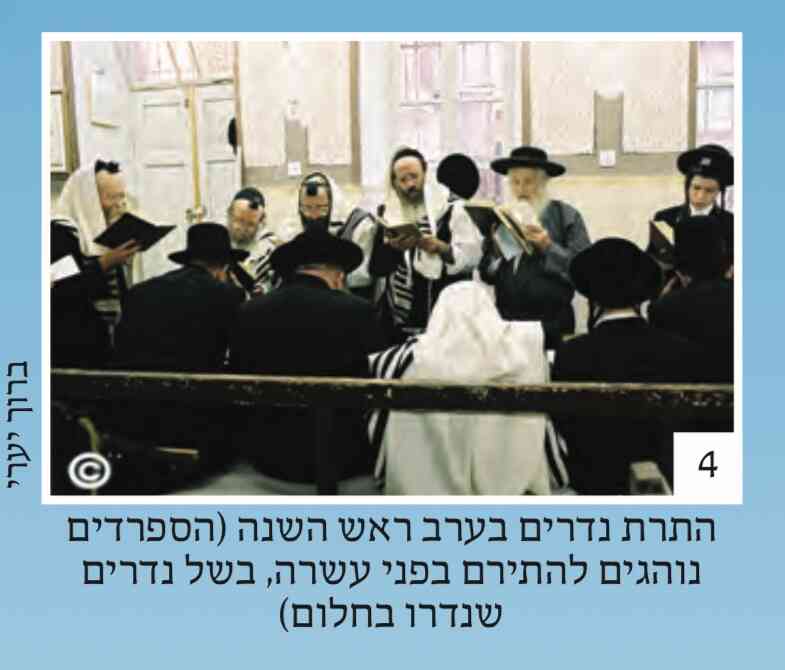 ברוך יערי
©
4
התרת נדרים בערב ראש השנה (הספרדים
נוהגים להתירם בפני עשרה, בשל נדרים
שנדרו בחלום)